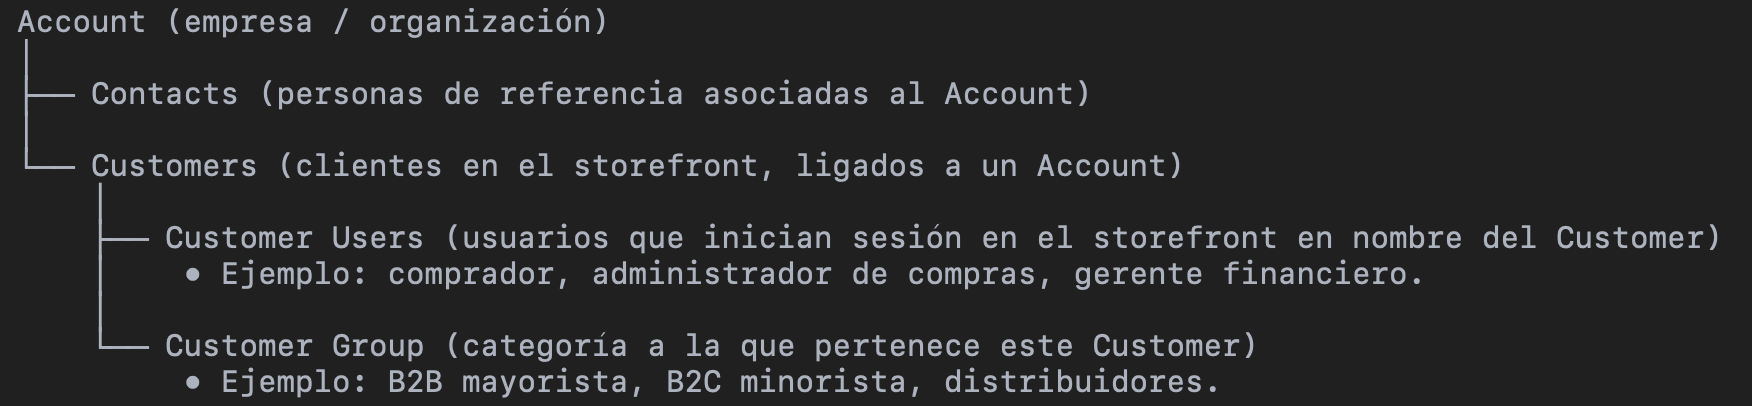 Account (empresa / organización)
Contacts (personas de referencia asociadas al Account)
Customers (clientes en el storefront, ligados a un Account)
Customer Users (usuarios que inician sesión en el storefront en nombre del Customer)
• Ejemplo: comprador, administrador de compras, gerente financiero.
Customer Group (categoría a la que pertenece este Customer)
• Ejemplo: B2B mayorista, B2C minorista, distribuidores.